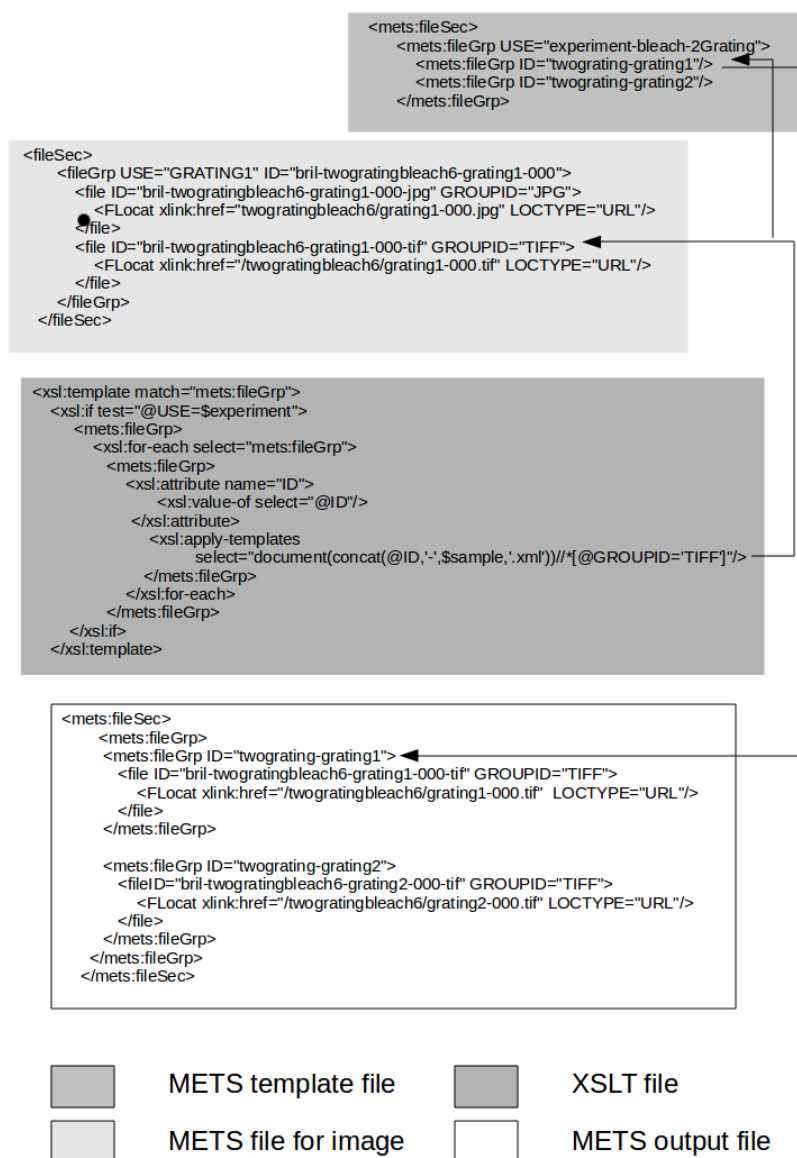 <mets:fileSec>
<mets:fileGrp USE="experiment-bleach-2Grating">
<mets:fileGrp ID="twograting-grating1"/>
<mets:fileGrp ID="twograting-grating2"/>
</mets:fileGrp>
<fileSec>
<fileGrp USE="GRATING1" ID="bril-twogratingbleach6-grating1-000">
<file ID="bril-twogratingbleach6-grating1-000-jpg" GROUPID="JPG">
<FLocat xlink:href="twogratingbleach6/grating1-000.jpg" LOCTYPE="URL"/>
</file>
<file ID="bril-twogratingbleach6-grating1-000-tif" GROUPID="TIFF">
<FLocat xlink:href="/twogratingbleach6/grating1-000.tif" LOCTYPE="URL"/>
</file>
</fileGrp>
</fileSec>
<xsl:template match="mets:fileGrp">
<xsl:if test="@USE=$experiment">
<mets:fileGrp>
<xsl:for-each select="mets:fileGrp">
<mets:fileGrp>
<xsl:attribute name="ID">
<xsl:value-of select="@ID"/>
</xsl:attribute>
<xsl:apply-templates
select="document(concat(@ID,'-',$sample,'.xml'))//*[@GROUPID='TIFF']"/>
</mets:fileGrp>
</xsl:for-each>
</mets:fileGrp>
</xsl:if>
</xsl:template>
<mets:fileSec>
<mets:fileGrp>
<mets:fileGrp ID="twograting-grating1">
<file ID="bril-twogratingbleach6-grating1-000-tif" GROUPID="TIFF">
<FLocat xlink:href="/twogratingbleach6/grating1-000.tif" LOCTYPE="URL"/>
</file>
</mets:fileGrp>
<mets:fileGrp ID="twograting-grating2">
<fileID="bril-twogratingbleach6-grating2-000-tif" GROUPID="TIFF">
<FLocat xlink:href="/twogratingbleach6/grating2-000.tif" LOCTYPE="URL"/>
</file>
</mets:fileGrp>
</mets:fileGrp>
</mets:fileSec>
METS template file
XSLT file
METS file for image
METS output file